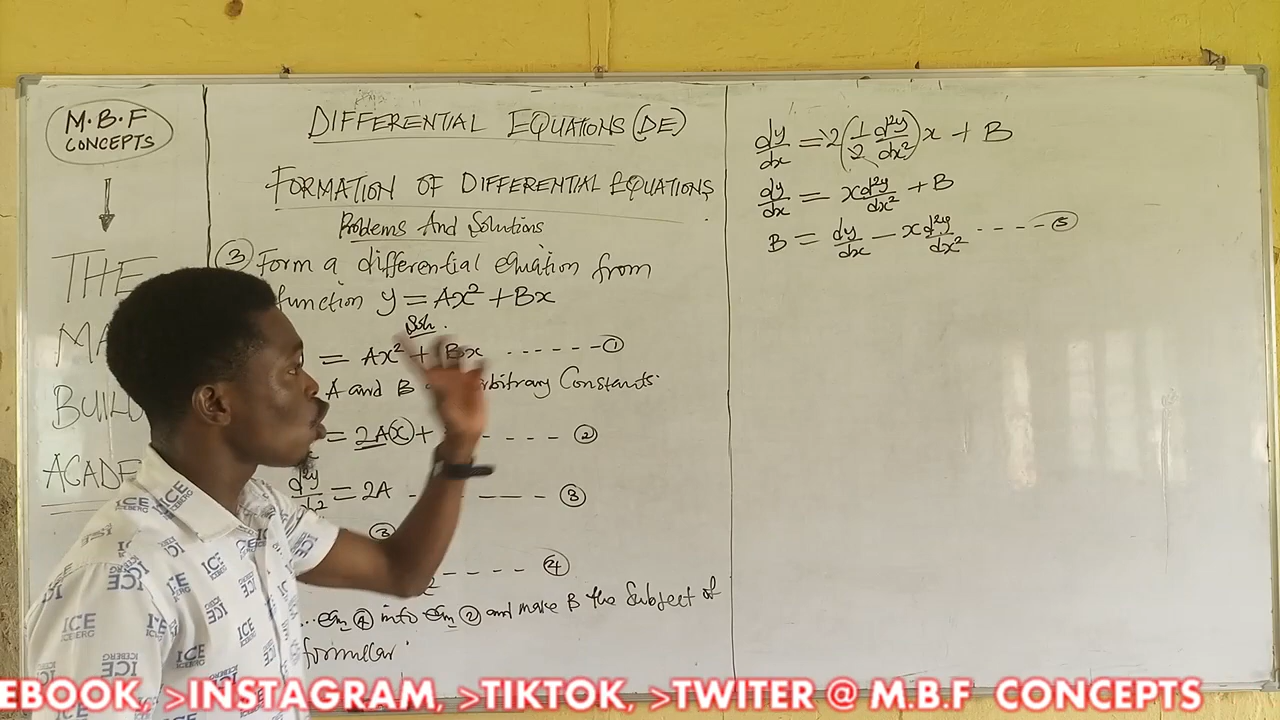 M.B.F
CONCEPTS
THE
MA
BUILD
ACADE
DIFFERENTIAL EQUATIONS (DE)
FORMATION OF DIFFERENTIAL EQUATIONS
Problems And Solutions
③ Form a differential equation from
function y = Ax² + Bx
Soln.
= Ax² + Bx ------- ①
A and B arbitrary Constants.
= 2A(x) + ----- ②
d²y/dx² = 2A ------- ③
③
---- ④
eqn ④ into eqn ② and make B the Subject of
formular.
dy/dx = 2(1/2 d²y/dx²)x + B
dy/dx = x d²y/dx² + B
B = dy/dx - x d²y/dx² ----- ⑤
ICE
ICEBERG
EBOOK, >INSTAGRAM, >TIKTOK, >TWITER @ M.B.F CONCEPTS